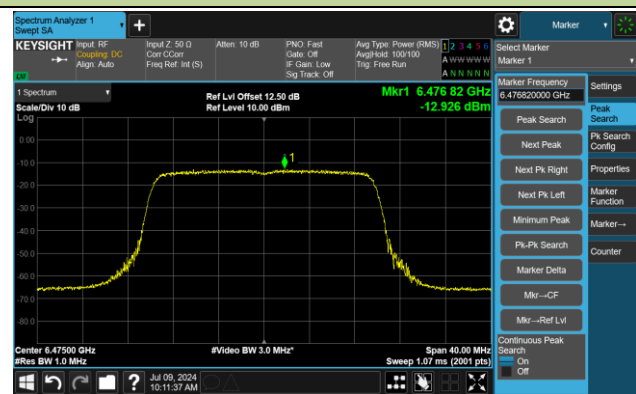 Spectrum Analyzer 1
Swept SA
Marker
KEYSIGHT
Input: RF
Coupling: DC
Align: Auto
Input Z: 50 Ω
Corr CCorr
Freq Ref: Int (S)
Atten: 10 dB
PNO: Fast
Gate: Off
IF Gain: Low
Sig Track: Off
Avg Type: Power (RMS)
Avg|Hold: 100/100
Trig: Free Run
1 2 3 4 5 6
A W W W W W
A N N N N N
Select Marker
Marker 1
1 Spectrum
Scale/Div 10 dB
Log
Ref Lvl Offset 12.50 dB
Ref Level 10.00 dBm
Mkr1 6.476 82 GHz
-12.926 dBm
1
0.00
-10.0
-20.0
-30.0
-40.0
-50.0
-60.0
-70.0
-80.0
Center 6.47500 GHz
#Res BW 1.0 MHz
#Video BW 3.0 MHz*
Span 40.00 MHz
Sweep 1.07 ms (2001 pts)
Marker Frequency
6.476820000 GHz
Peak Search
Next Peak
Next Pk Right
Next Pk Left
Minimum Peak
Pk-Pk Search
Marker Delta
Mkr→CF
Mkr→Ref Lvl
Continuous Peak
Search
On
Off
Settings
Peak
Search
Pk Search
Config
Properties
Marker
Function
Marker→
Counter
Jul 09, 2024
10:11:37 AM